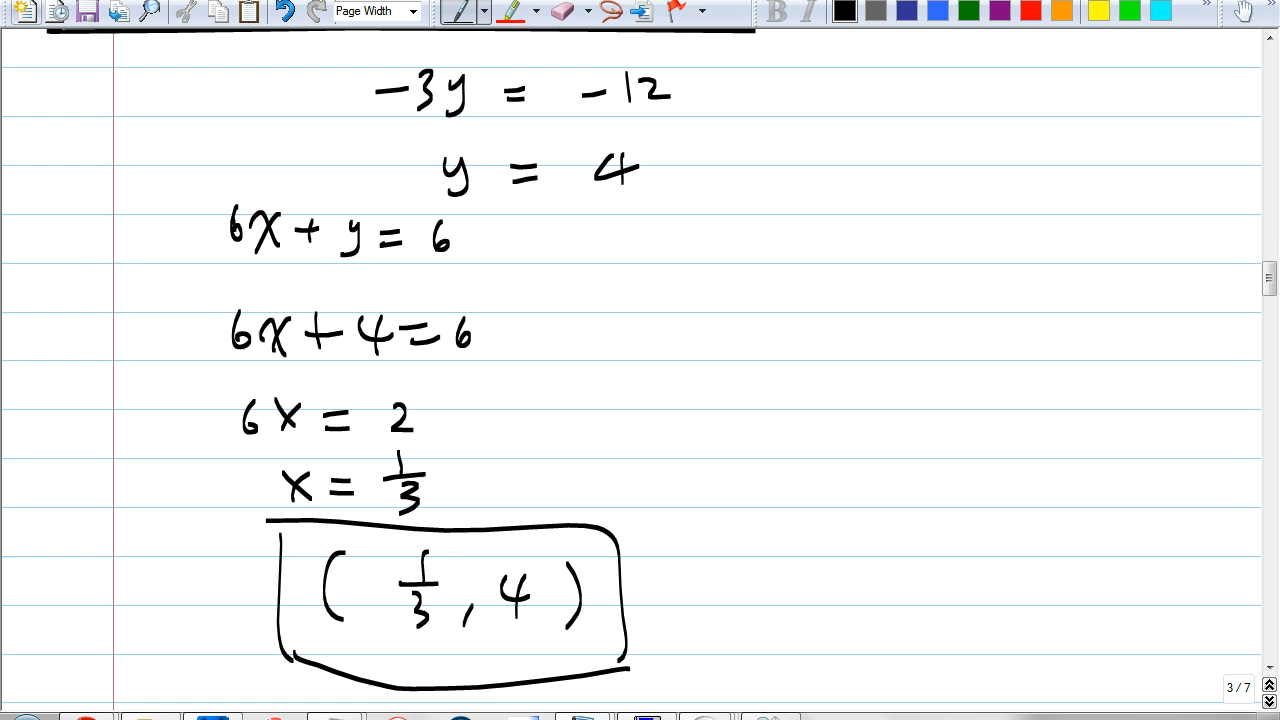 Page Width
B I
-3y = -12
y = 4
6x + y = 6
6x + 4 = 6
6x = 2
x = 1/3
( 1/3 , 4 )
3 / 7